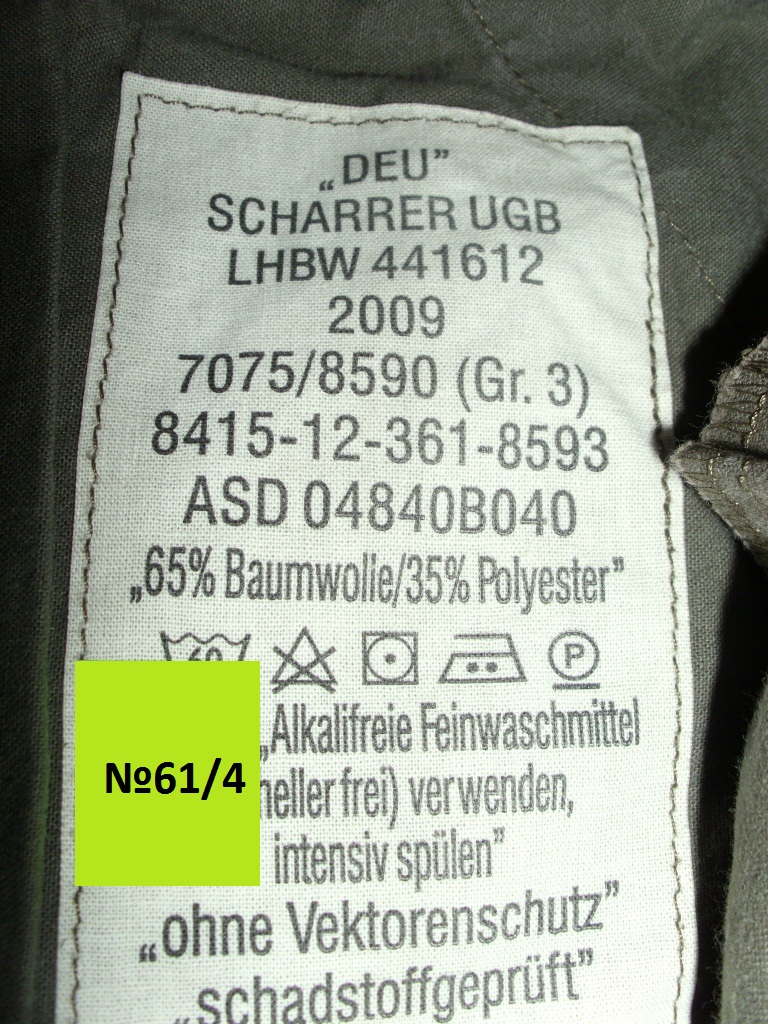 „DEU”
SCHARRER UGB
LHBW 441612
2009
7075/8590 (Gr. 3)
8415-12-361-8593
ASD 04840B040
„65% Baumwolle/35% Polyester”
60 P
„Alkalifreie Feinwaschmittel
frei) verwenden,
intensiv spülen”
№61/4
„ohne Vektorenschutz”
„schadstoffgeprüft”